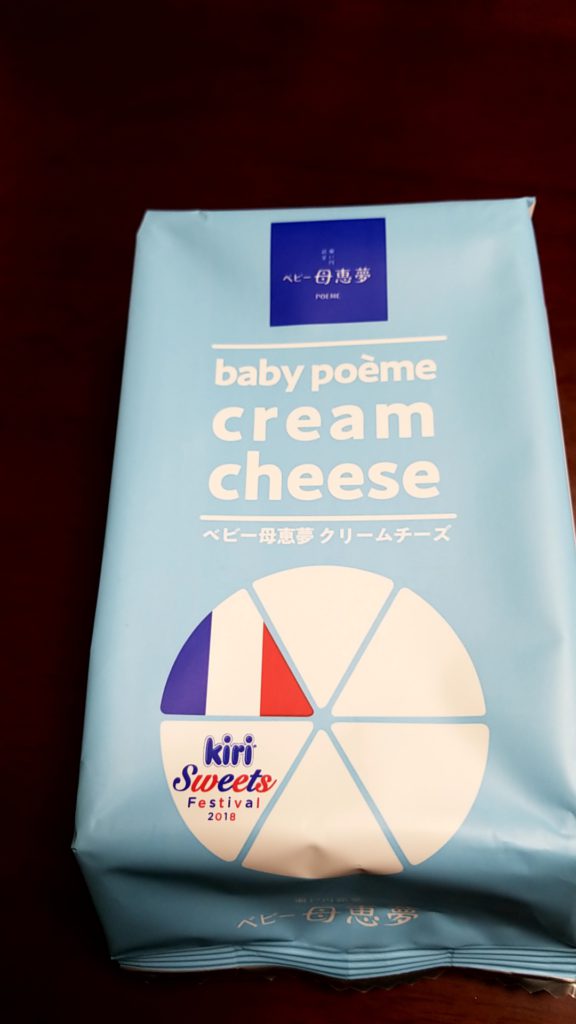 ベビー母恵夢
POEME
baby poème
cream
cheese
ベビー母恵夢 クリームチーズ
kiri
Sweets
Festival
2018
ベビー母恵夢